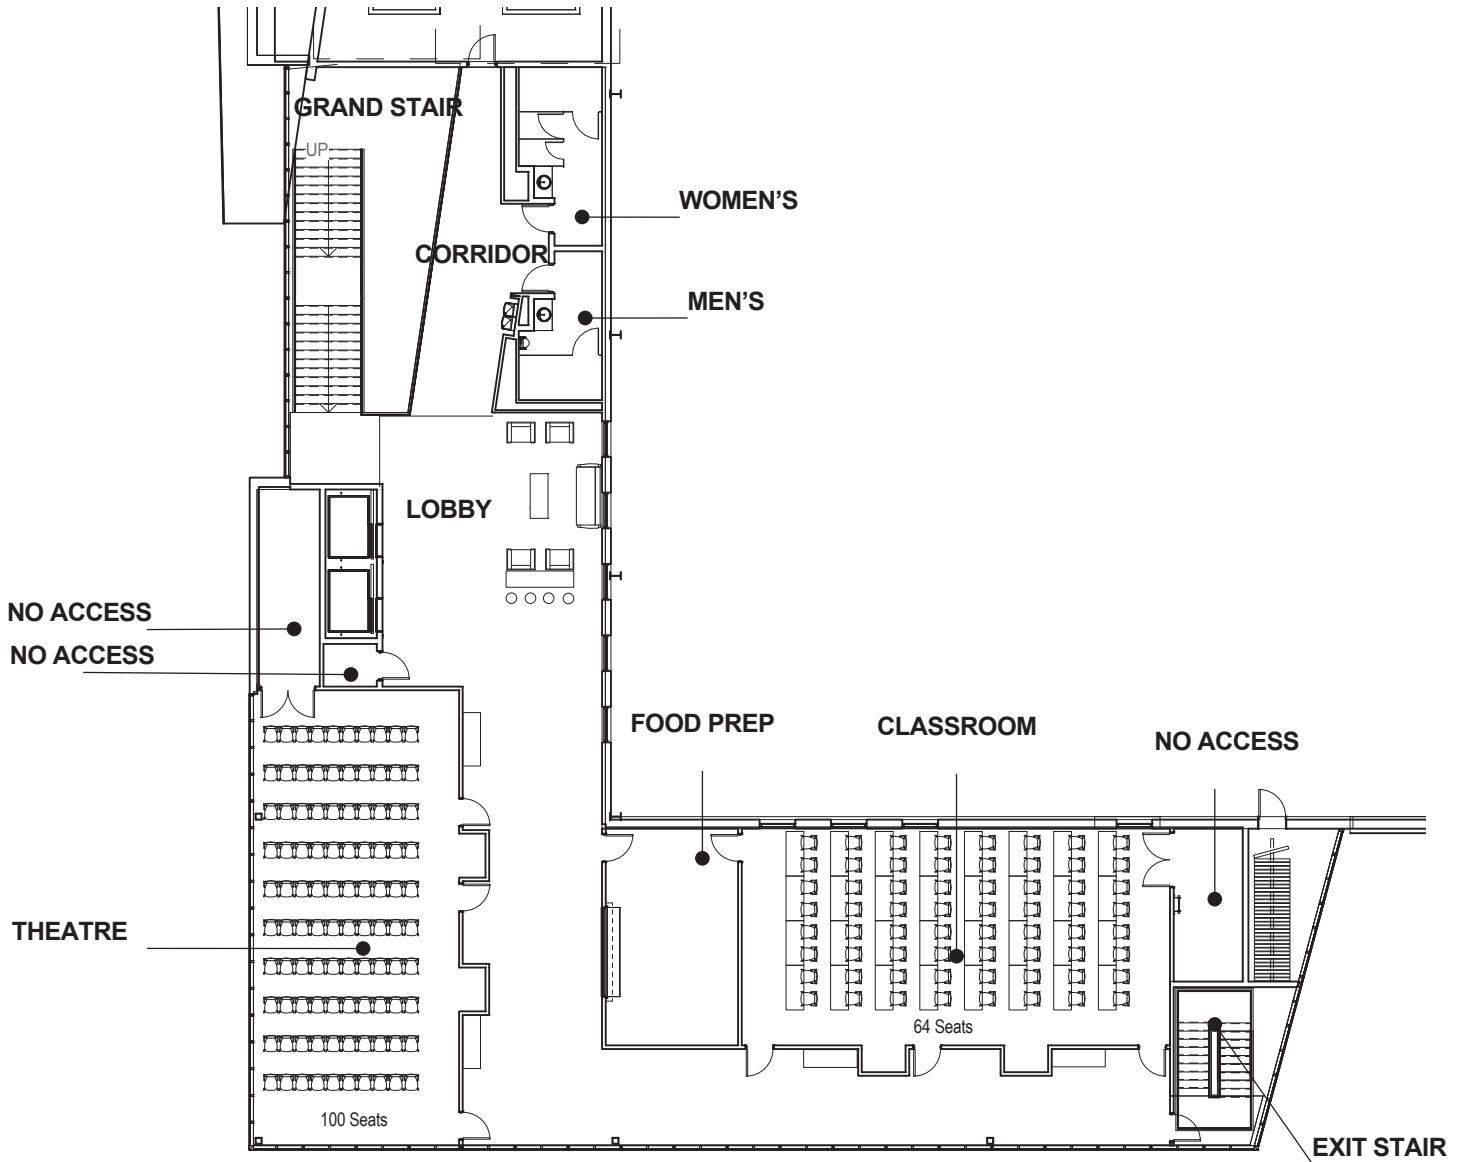 GRAND STAIR
UP
WOMEN’S
CORRIDOR
MEN’S
LOBBY
NO ACCESS
NO ACCESS
FOOD PREP
CLASSROOM
NO ACCESS
THEATRE
64 Seats
100 Seats
EXIT STAIR